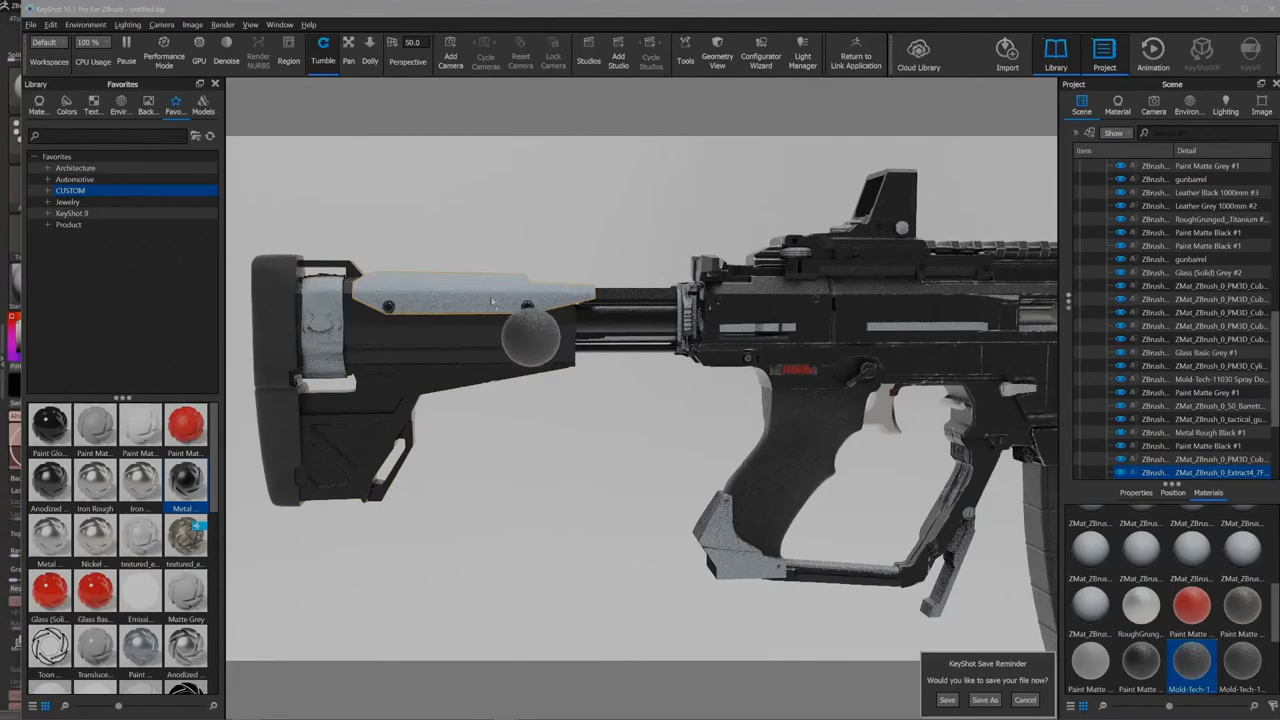 KeyShot 10.1 Pro For ZBrush - untitled.bip
File Edit Environment Lighting Camera Image Render View Window Help
Default 100 % 50.0
Workspaces CPU Usage Pause Performance Mode GPU Denoise Render NURBS Region Tumble Pan Dolly Perspective Add Camera Cycle Cameras Reset Camera Lock Camera Studios Add Studio Cycle Studios Tools Geometry View Configurator Wizard Light Manager Return to Link Application Cloud Library Import Library Project Animation KeyShotXR KeyVR
Library Favorites
Mate... Colors Text... Envir... Back... Favo... Models
Favorites
Architecture
Automotive
CUSTOM
Jewelry
KeyShot 9
Product
Paint Glo... Paint Mat... Paint Mat... Paint Mat...
Anodized ... Iron Rough Iron ... Metal ...
Metal ... Nickel ... textured_e... textured_e...
Glass (Soli... Glass Bas... Emissi... Matte Grey
Toon ... Transluce... Paint ... Anodized ...
Project Scene
Scene Material Camera Environ... Lighting Image
Show
Item Detail
ZBrush... Paint Matte Grey #1
ZBrush... gunbarrel
ZBrush... Leather Black 1000mm #3
ZBrush... Leather Grey 1000mm #2
ZBrush... RoughGrunged_Titanium #...
ZBrush... Paint Matte Black #1
ZBrush... Paint Matte Black #1
ZBrush... gunbarrel
ZBrush... Glass (Solid) Grey #2
ZBrush... ZMat_ZBrush_0_PM3D_Cub...
ZBrush... ZMat_ZBrush_0_PM3D_Cub...
ZBrush... ZMat_ZBrush_0_PM3D_Cub...
ZBrush... ZMat_ZBrush_0_PM3D_Cub...
ZBrush... ZMat_ZBrush_0_PM3D_Cub...
ZBrush... Glass Basic Grey #1
ZBrush... ZMat_ZBrush_0_PM3D_Cyli...
ZBrush... Mold-Tech-11030 Spray Do...
ZBrush... Paint Matte Grey #1
ZBrush... ZMat_ZBrush_0_50_Barrett...
ZBrush... ZMat_ZBrush_0_tactical_gu...
ZBrush... Metal Rough Black #1
ZBrush... Paint Matte Black #1
ZBrush... ZMat_ZBrush_0_PM3D_Cub...
ZBrush... ZMat_ZBrush_0_Extract4_7F...
Properties Position Materials
ZMat_ZBrus... ZMat_ZBrus... ZMat_ZBrus... ZMat_ZBrus...
ZMat_ZBrus... ZMat_ZBrus... ZMat_ZBrus... ZMat_ZBrus...
ZMat_ZBrus... RoughGrung... Paint Matte ... Paint Matte ...
Paint Matte ... Paint Matte ... Mold-Tech-1... Mold-Tech-1...
KeyShot Save Reminder
Would you like to save your file now?
Save Save As Cancel